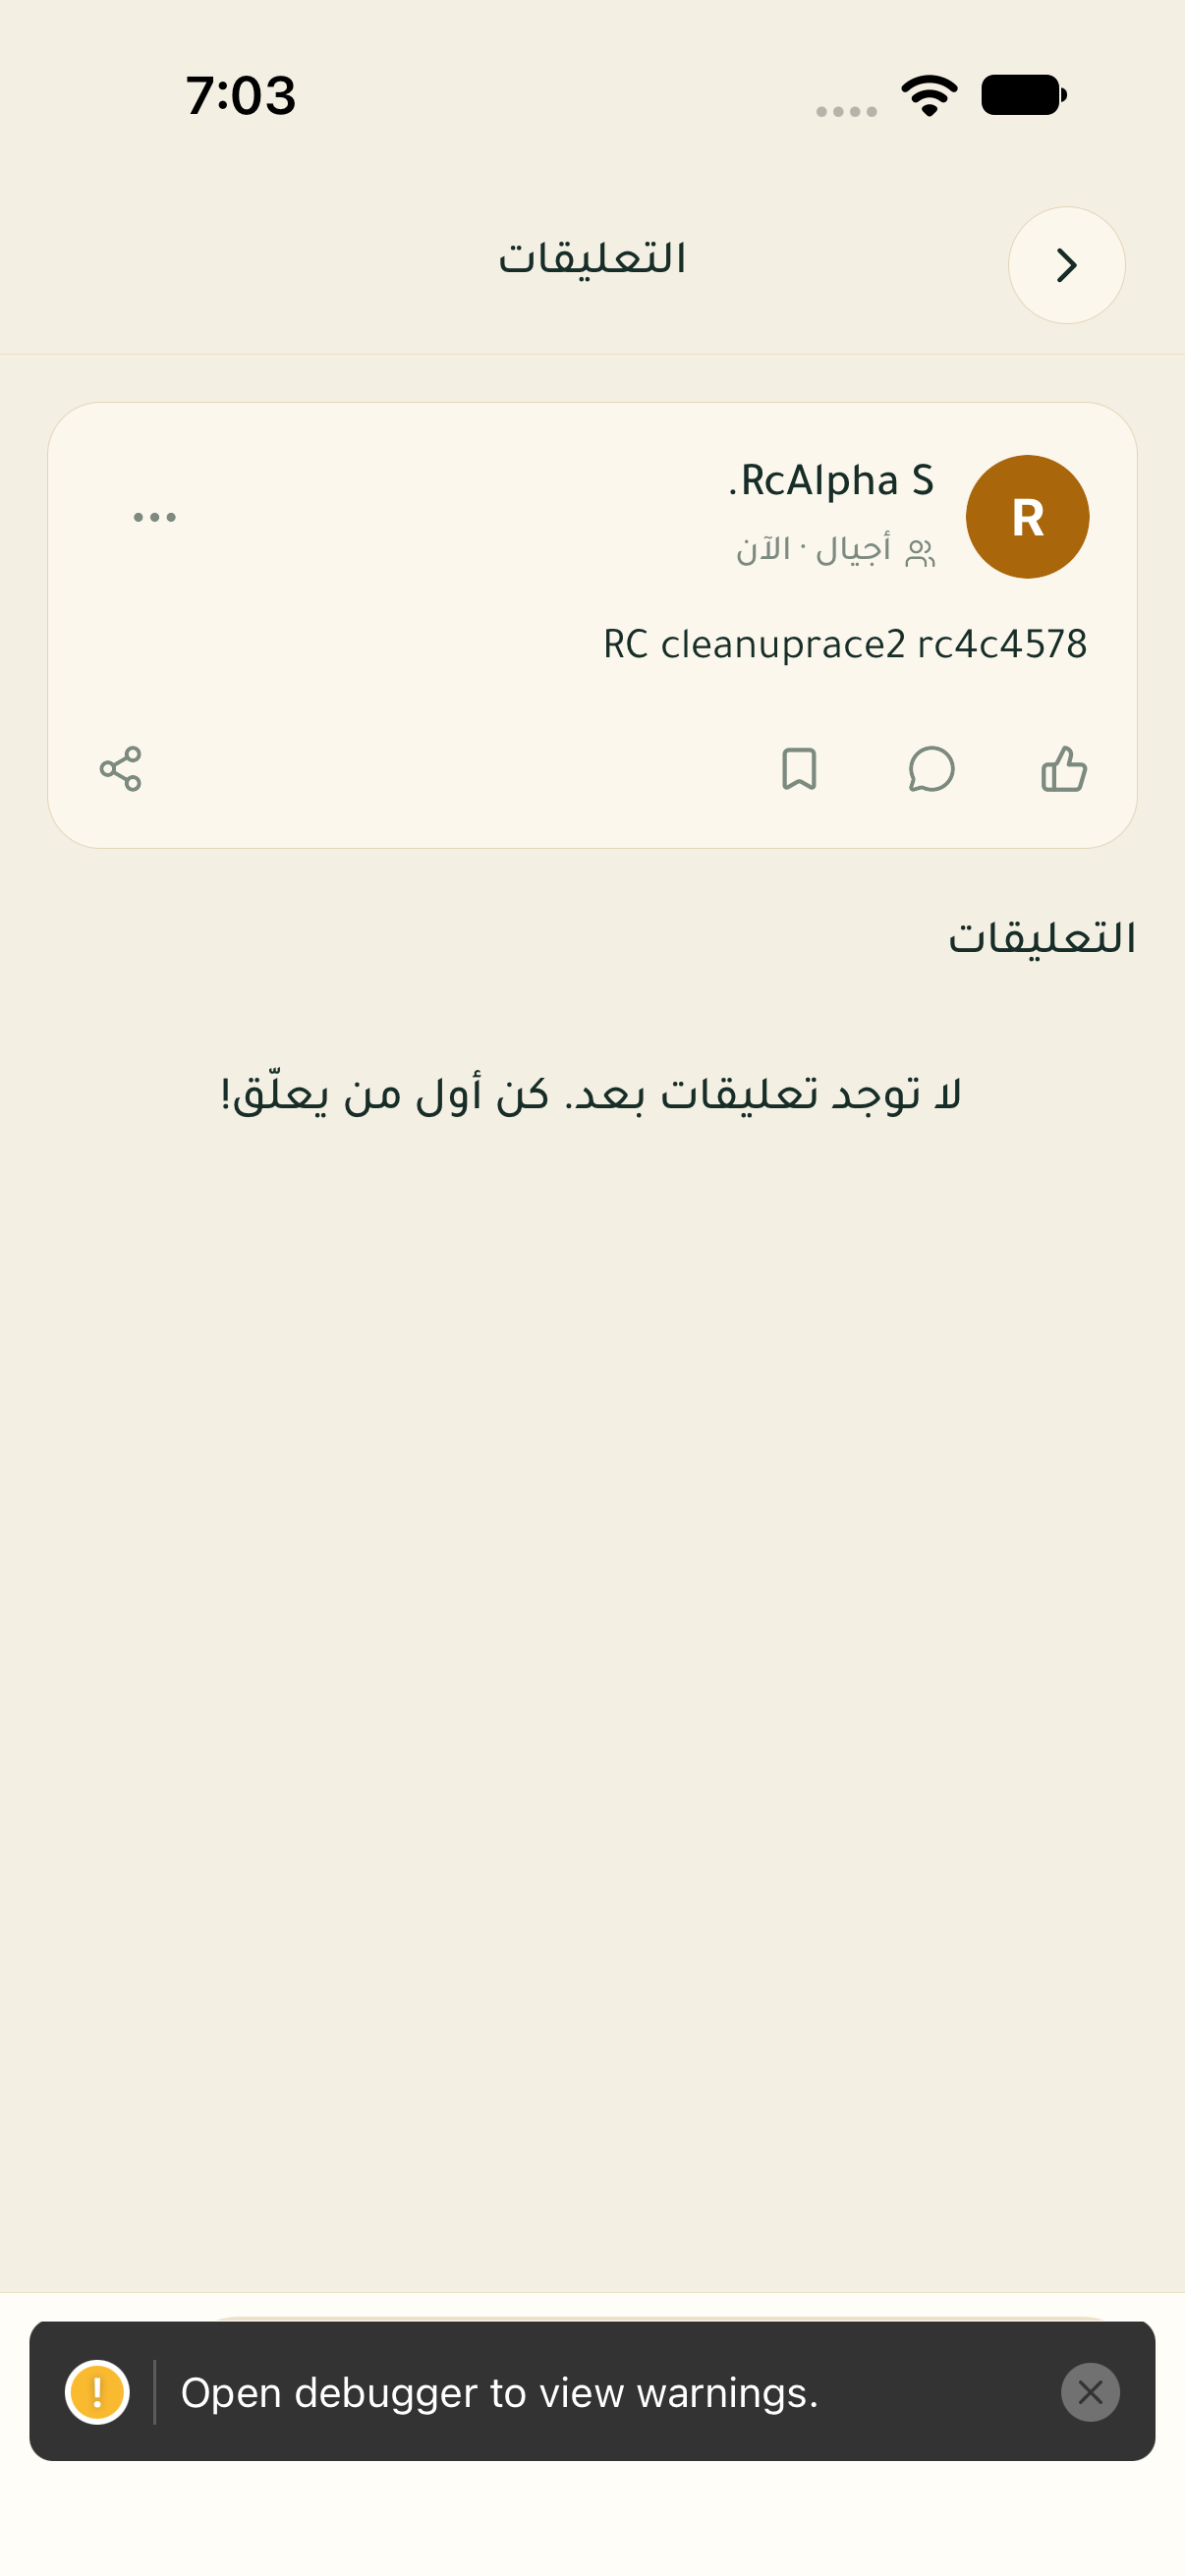 7:03
التعليقات
R
RcAlpha S.
أجيال · الآن
RC cleanuprace2 rc4c4578
التعليقات
لا توجد تعليقات بعد. كن أول من يعلّق!
Open debugger to view warnings.